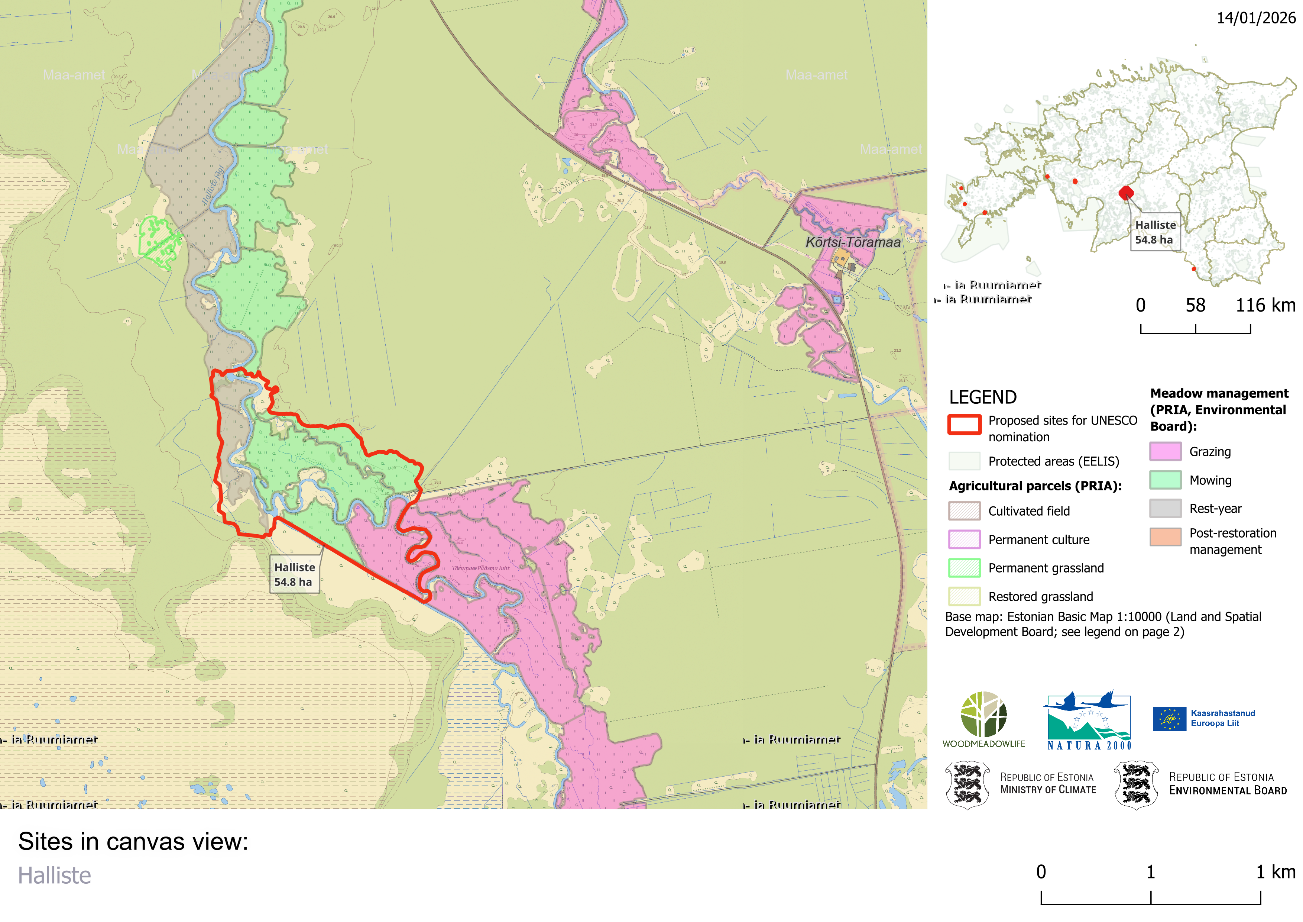 14/01/2026
Maa-amet
Maa-amet
Maa-amet
Maa-amet
Kõrtsi-Tõramaa
Halliste
54.8 ha
Halliste
54.8 ha
0 58 116 km
LEGEND
Proposed sites for UNESCO
nomination
Protected areas (EELIS)
Agricultural parcels (PRIA):
Cultivated field
Permanent culture
Permanent grassland
Restored grassland
Meadow management
(PRIA, Environmental
Board):
Grazing
Mowing
Rest-year
Post-restoration
management
Base map: Estonian Basic Map 1:10000 (Land and Spatial
Development Board; see legend on page 2)
WOODMEADOWLIFE
NATURA 2000
Life
Kaasrahastanud
Euroopa Liit
REPUBLIC OF ESTONIA
MINISTRY OF CLIMATE
REPUBLIC OF ESTONIA
ENVIRONMENTAL BOARD
Sites in canvas view:
Halliste
0 1 1 km